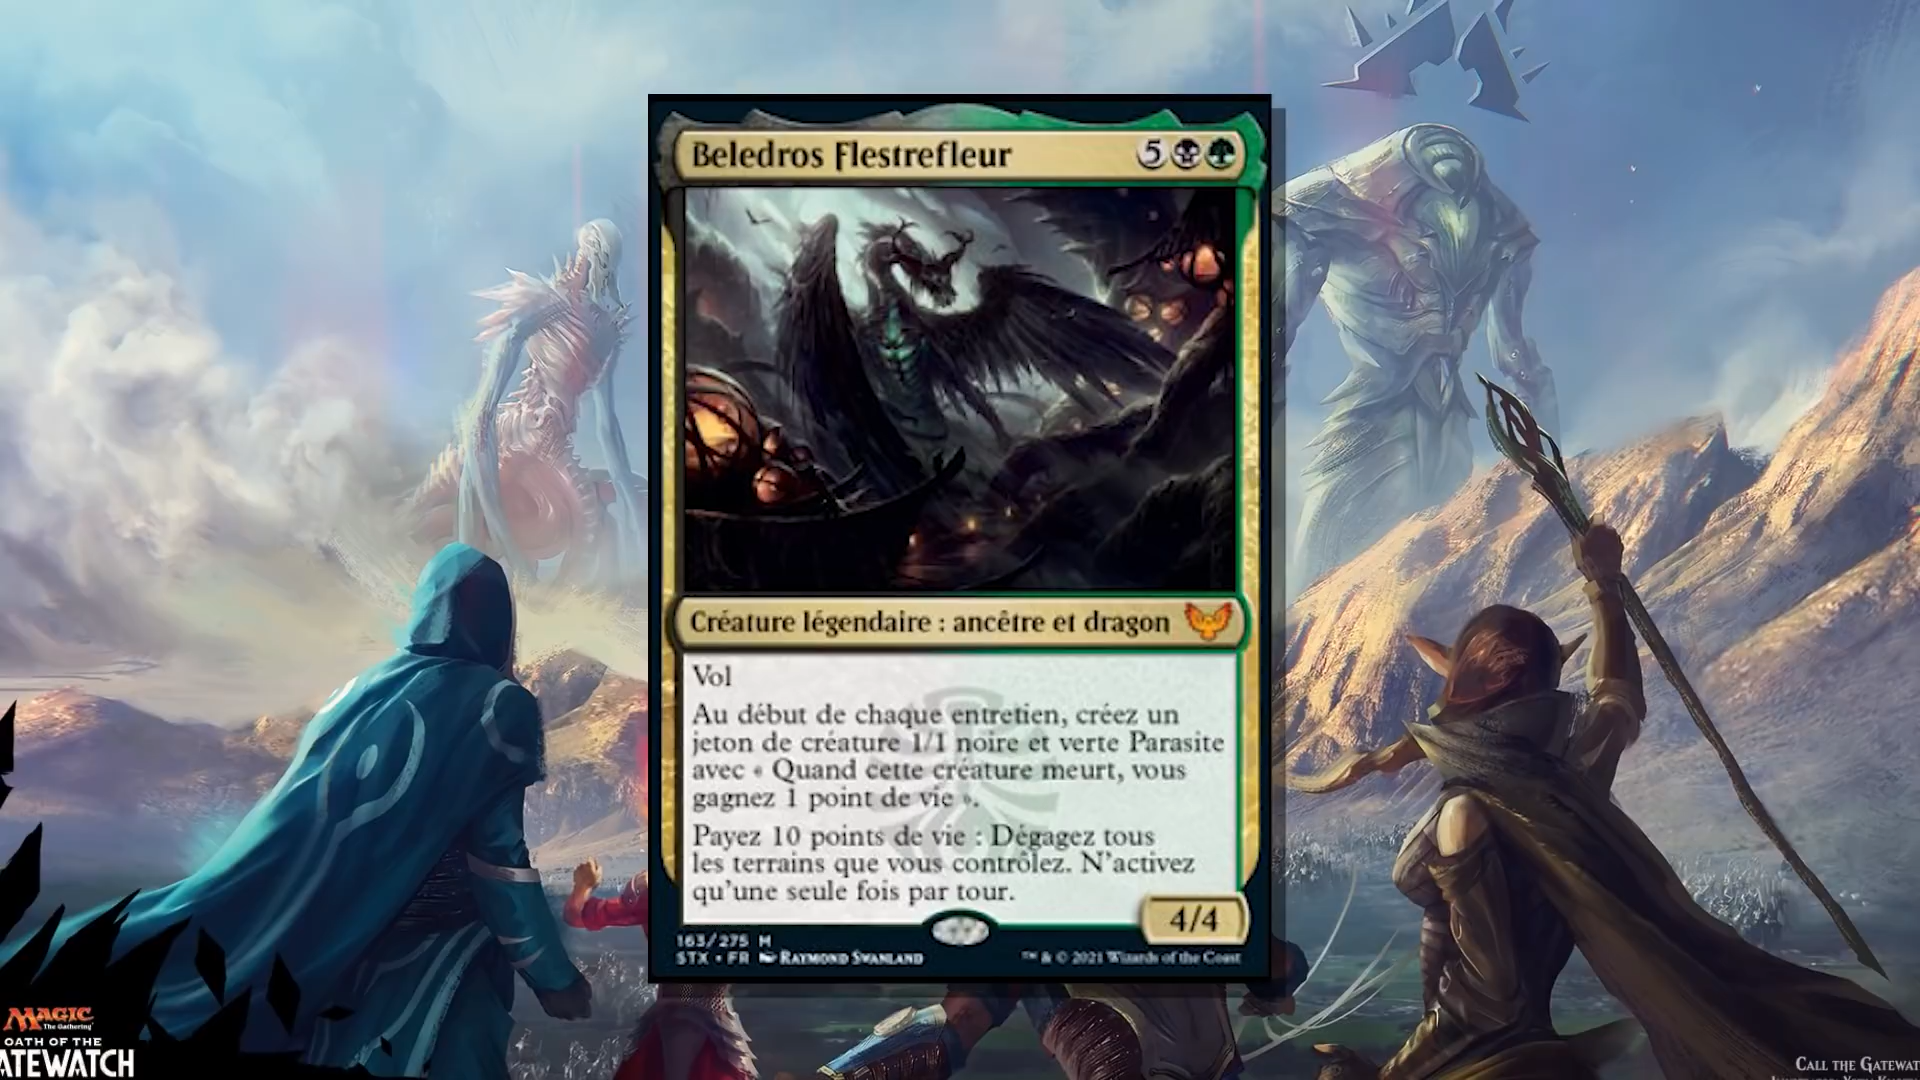 Beledros Flestrefleur 5
Créature légendaire : ancêtre et dragon
Vol
Au début de chaque entretien, créez un
jeton de créature 1/1 noire et verte Parasite
avec « Quand cette créature meurt, vous
gagnez 1 point de vie ».
Payez 10 points de vie : Dégagez tous
les terrains que vous contrôlez. N'activez
qu'une seule fois par tour.
4/4
163/275 M
STX • FR Raymond Swanland
™ & © 2021 Wizards of the Coast
MAGIC
The Gathering
OATH OF THE
ATEWATCH
CALL THE GATEWAT